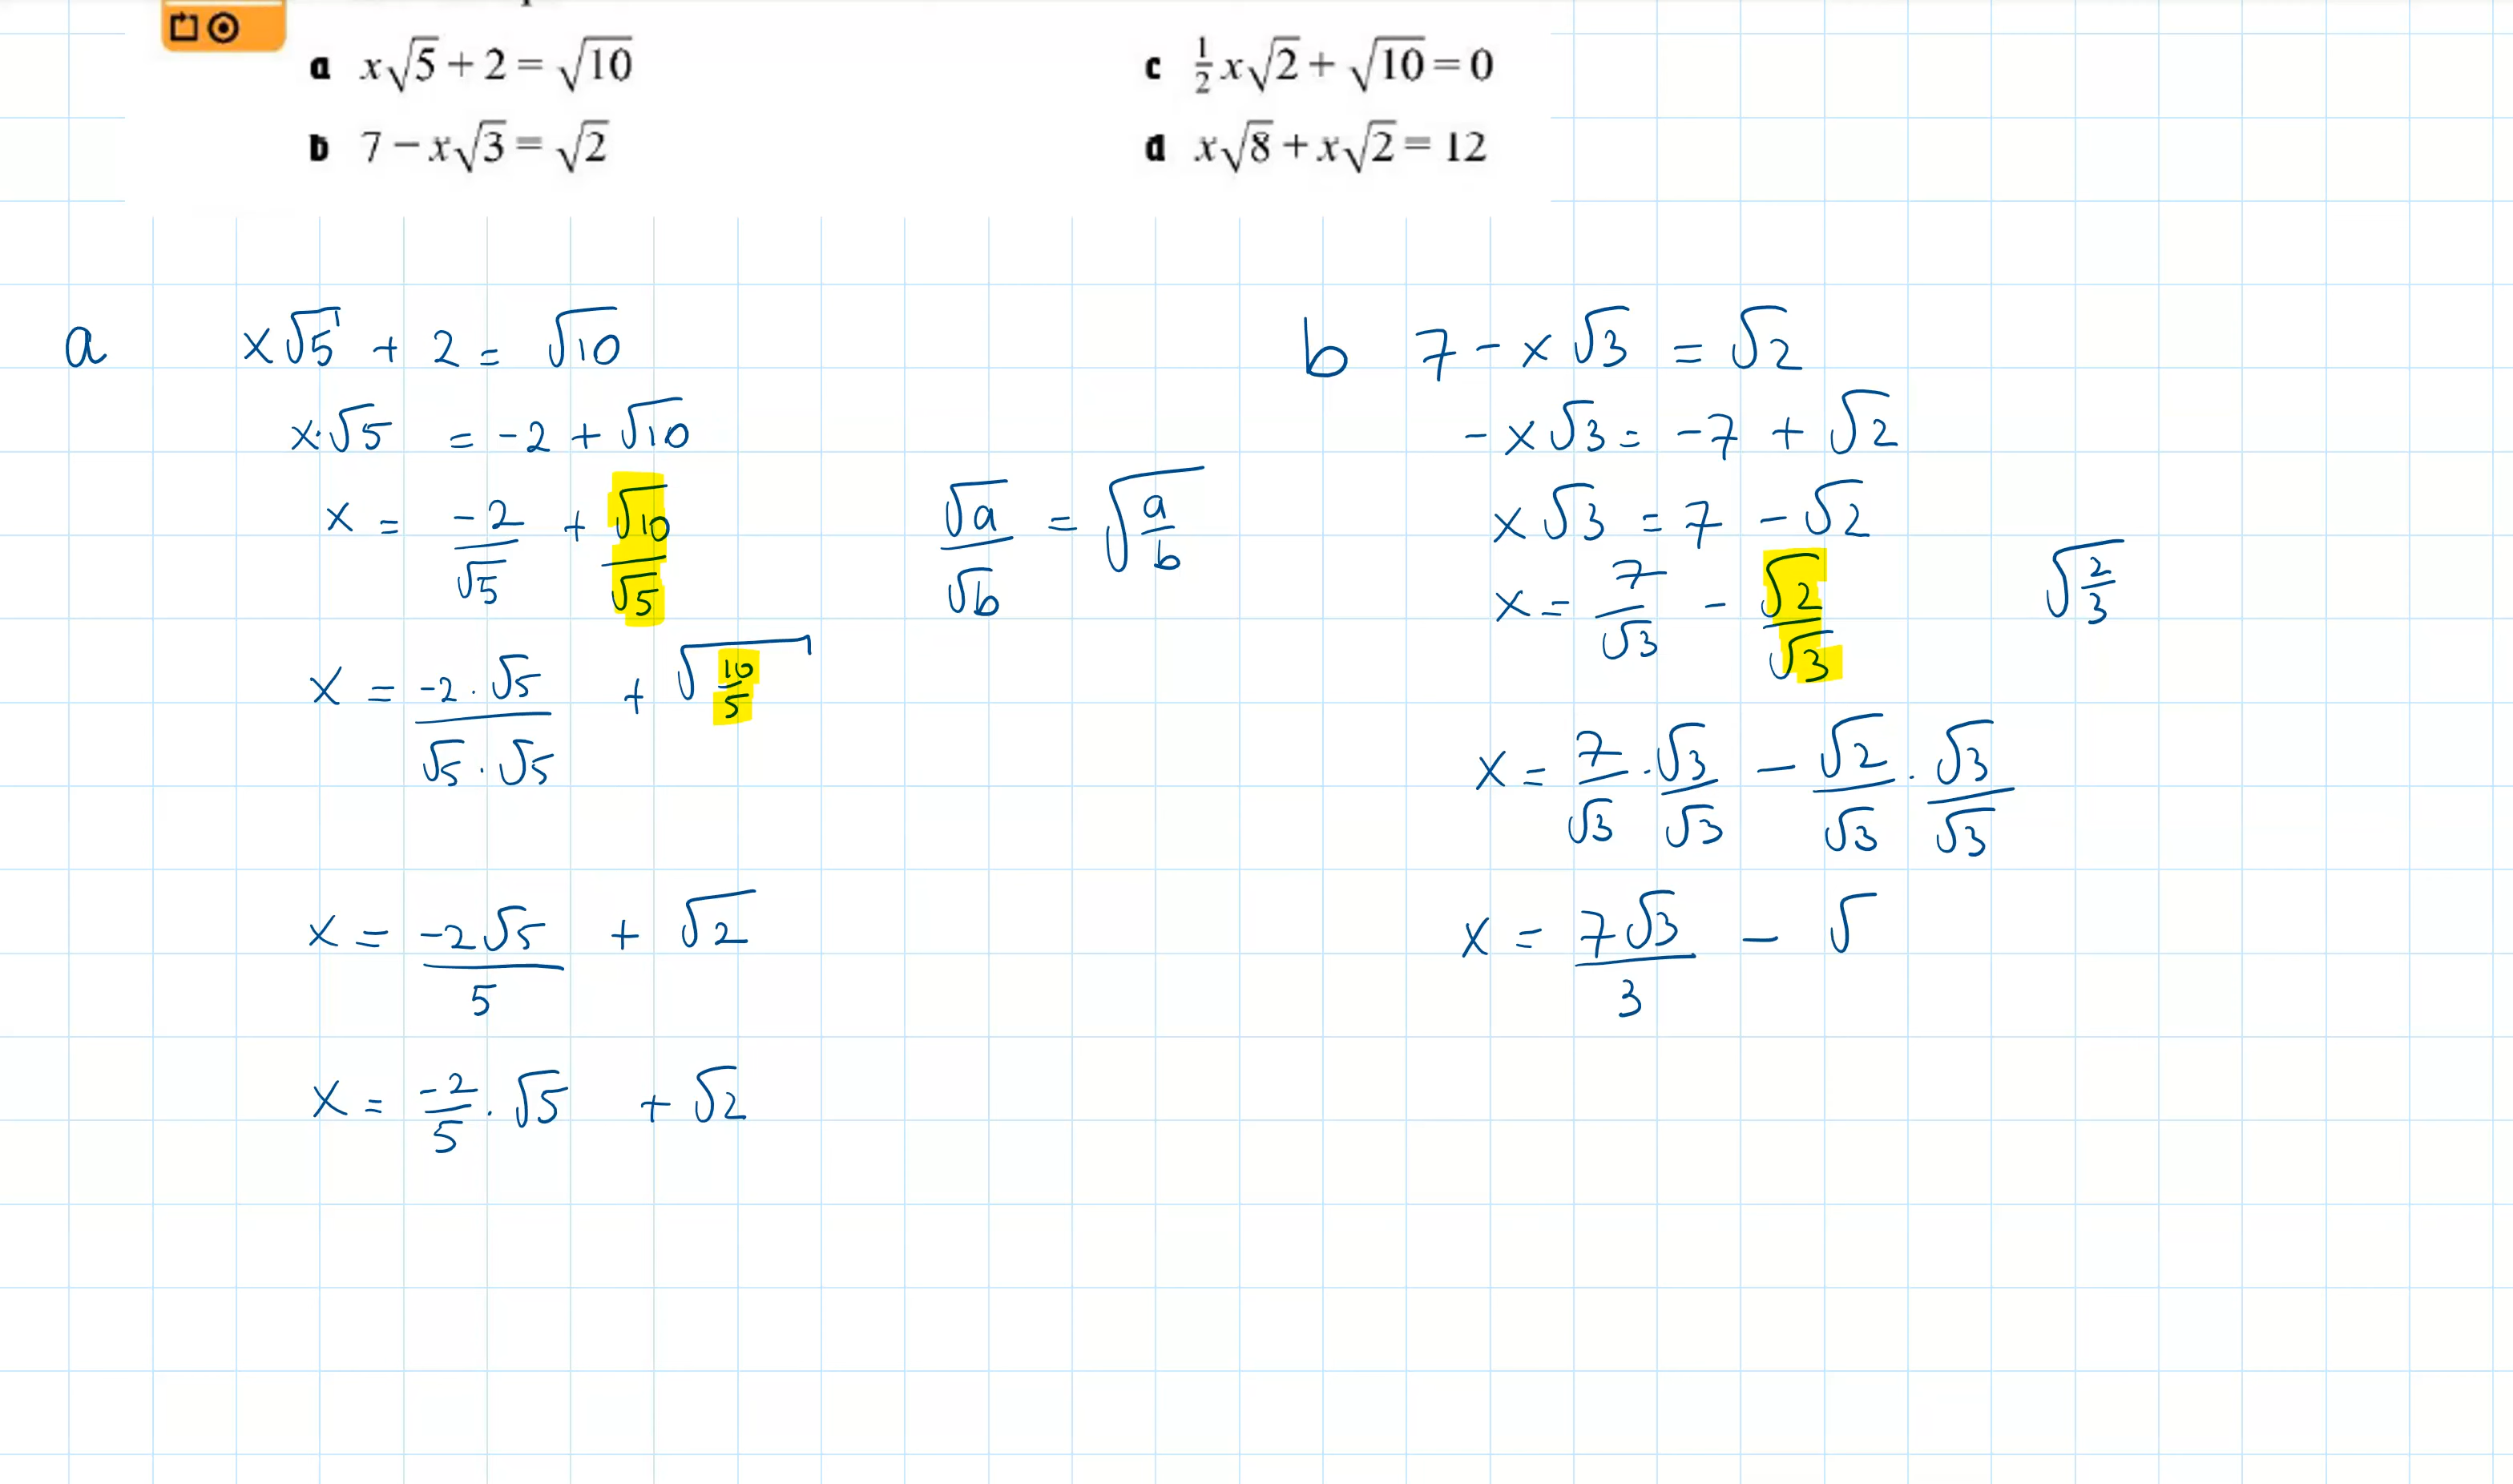 a x√5 + 2 = √10
c ½x√2 + √10 = 0
b 7 − x√3 = √2
d x√8 + x√2 = 12
a x√5 + 2 = √10
x·√5 = -2 + √10
x = -2/√5 + √10/√5
√a/√b = √(a/b)
x = -2·√5/(√5·√5) + √(10/5)
x = -2√5/5 + √2
x = -2/5 · √5 + √2
b 7 - x√3 = √2
-x√3 = -7 + √2
x√3 = 7 - √2
x = 7/√3 - √2/√3
√(2/3)
x = 7/√3 · √3/√3 - √2/√3 · √3/√3
x = 7√3/3 - √